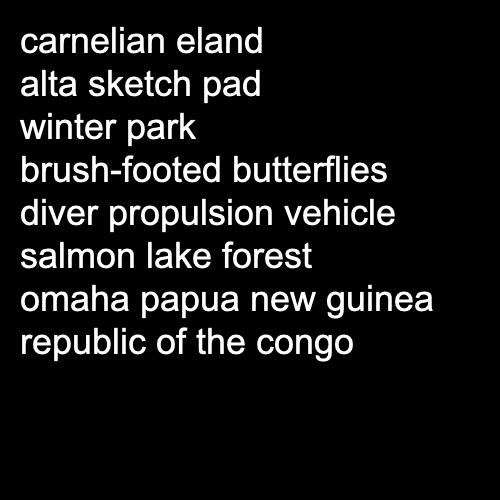 carnelian eland
alta sketch pad
winter park
brush-footed butterflies
diver propulsion vehicle
salmon lake forest
omaha papua new guinea
republic of the congo